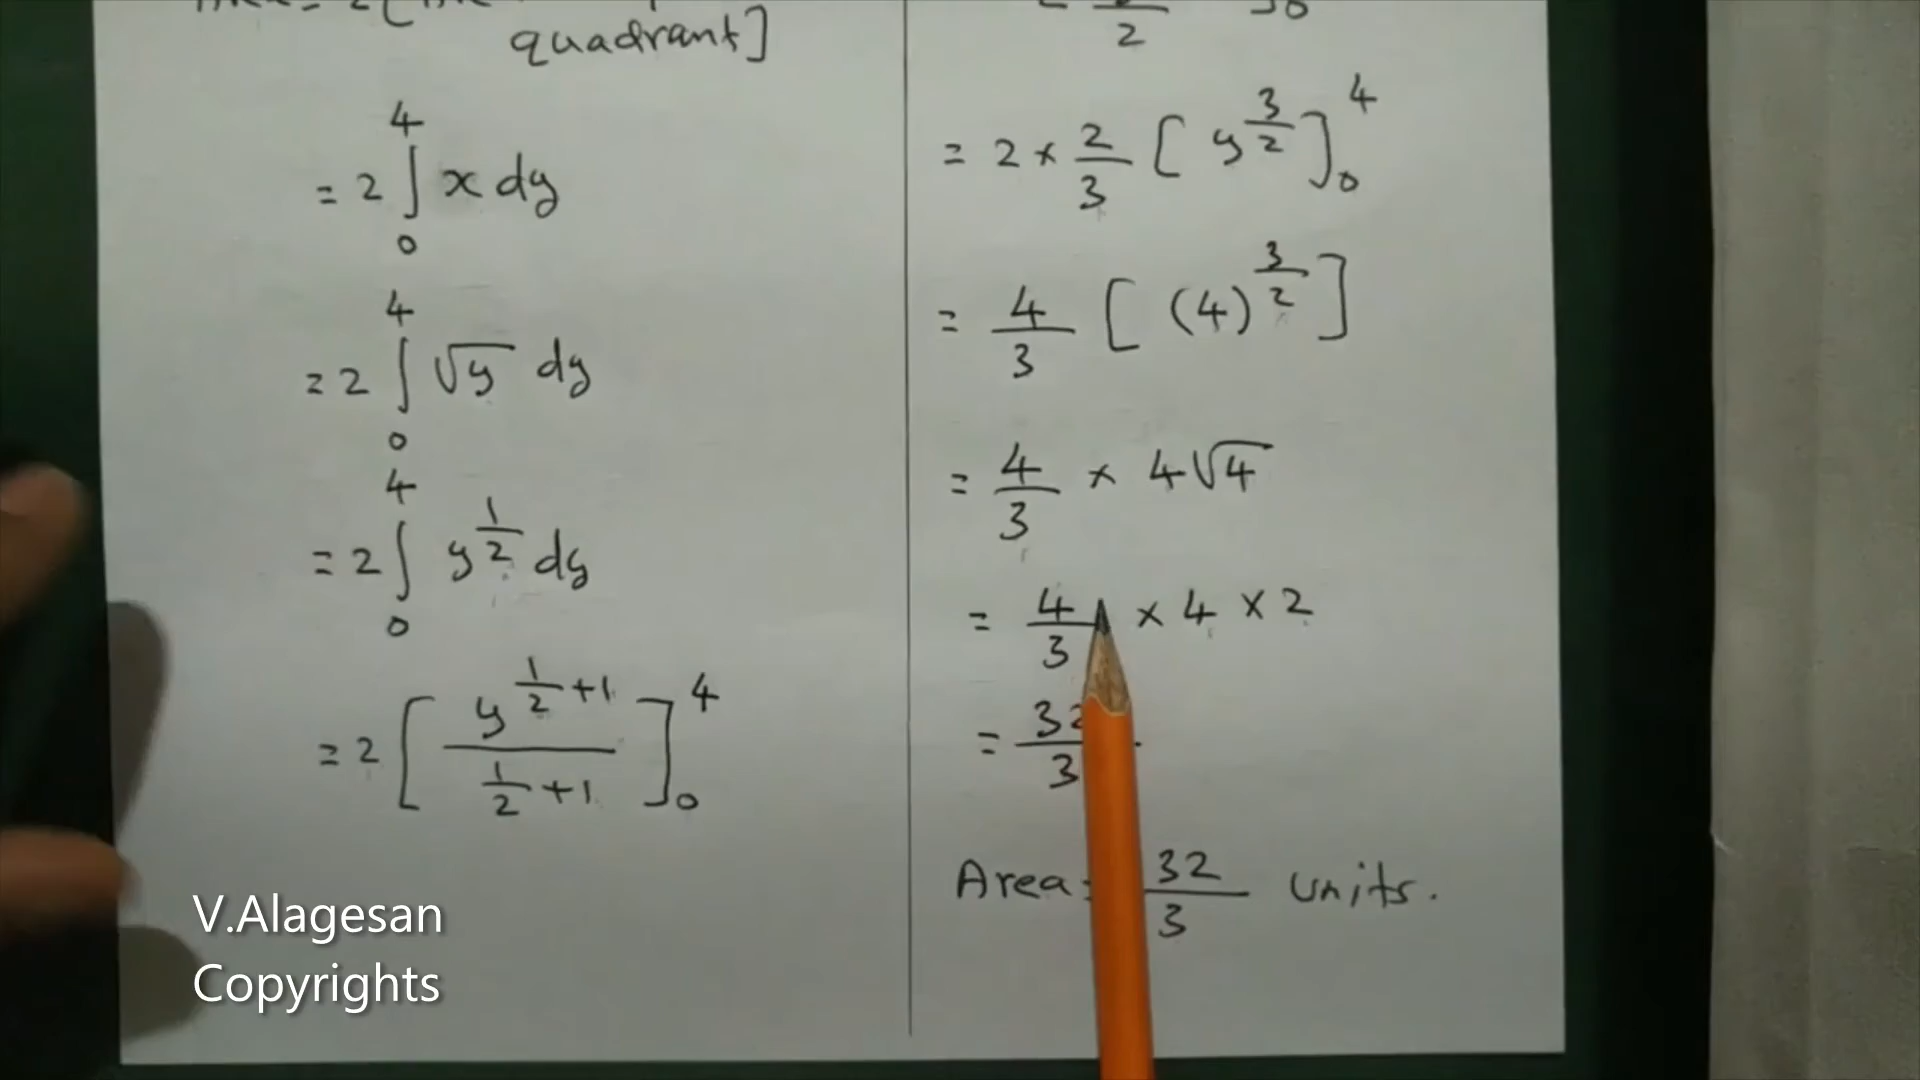 quadrant]
= 2 ∫₀⁴ x dy
= 2 ∫₀⁴ √y dy
= 2 ∫₀⁴ y^(1/2) dy
= 2 [ y^(1/2 + 1) / (1/2 + 1) ]₀⁴
2
= 2 × 2/3 [ y^(3/2) ]₀⁴
= 4/3 [ (4)^(3/2) ]
= 4/3 × 4√4
= 4/3 × 4 × 2
= 32/3
Area = 32/3 units.
V.Alagesan
Copyrights